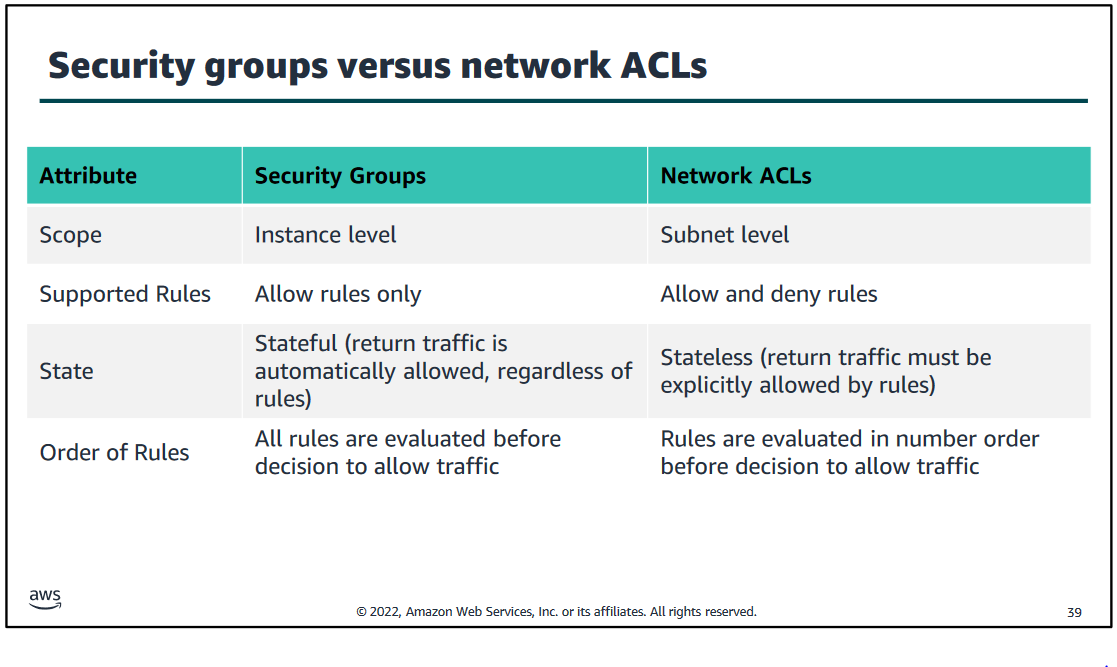 Security groups versus network ACLs
Attribute
Security Groups
Network ACLs
Scope
Instance level
Subnet level
Supported Rules
Allow rules only
Allow and deny rules
State
Stateful (return traffic is
automatically allowed, regardless of
rules)
Stateless (return traffic must be
explicitly allowed by rules)
Order of Rules
All rules are evaluated before
decision to allow traffic
Rules are evaluated in number order
before decision to allow traffic
aws
© 2022, Amazon Web Services, Inc. or its affiliates. All rights reserved.
39